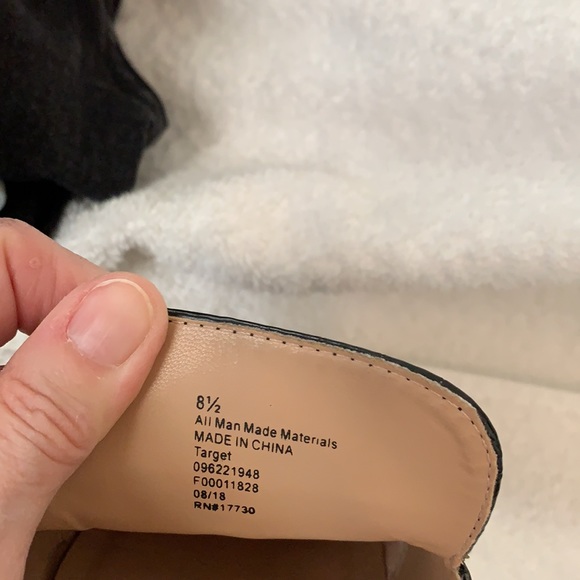 8½
All Man Made Materials
MADE IN CHINA
Target
096221948
F00011828
08/18
RN#17730